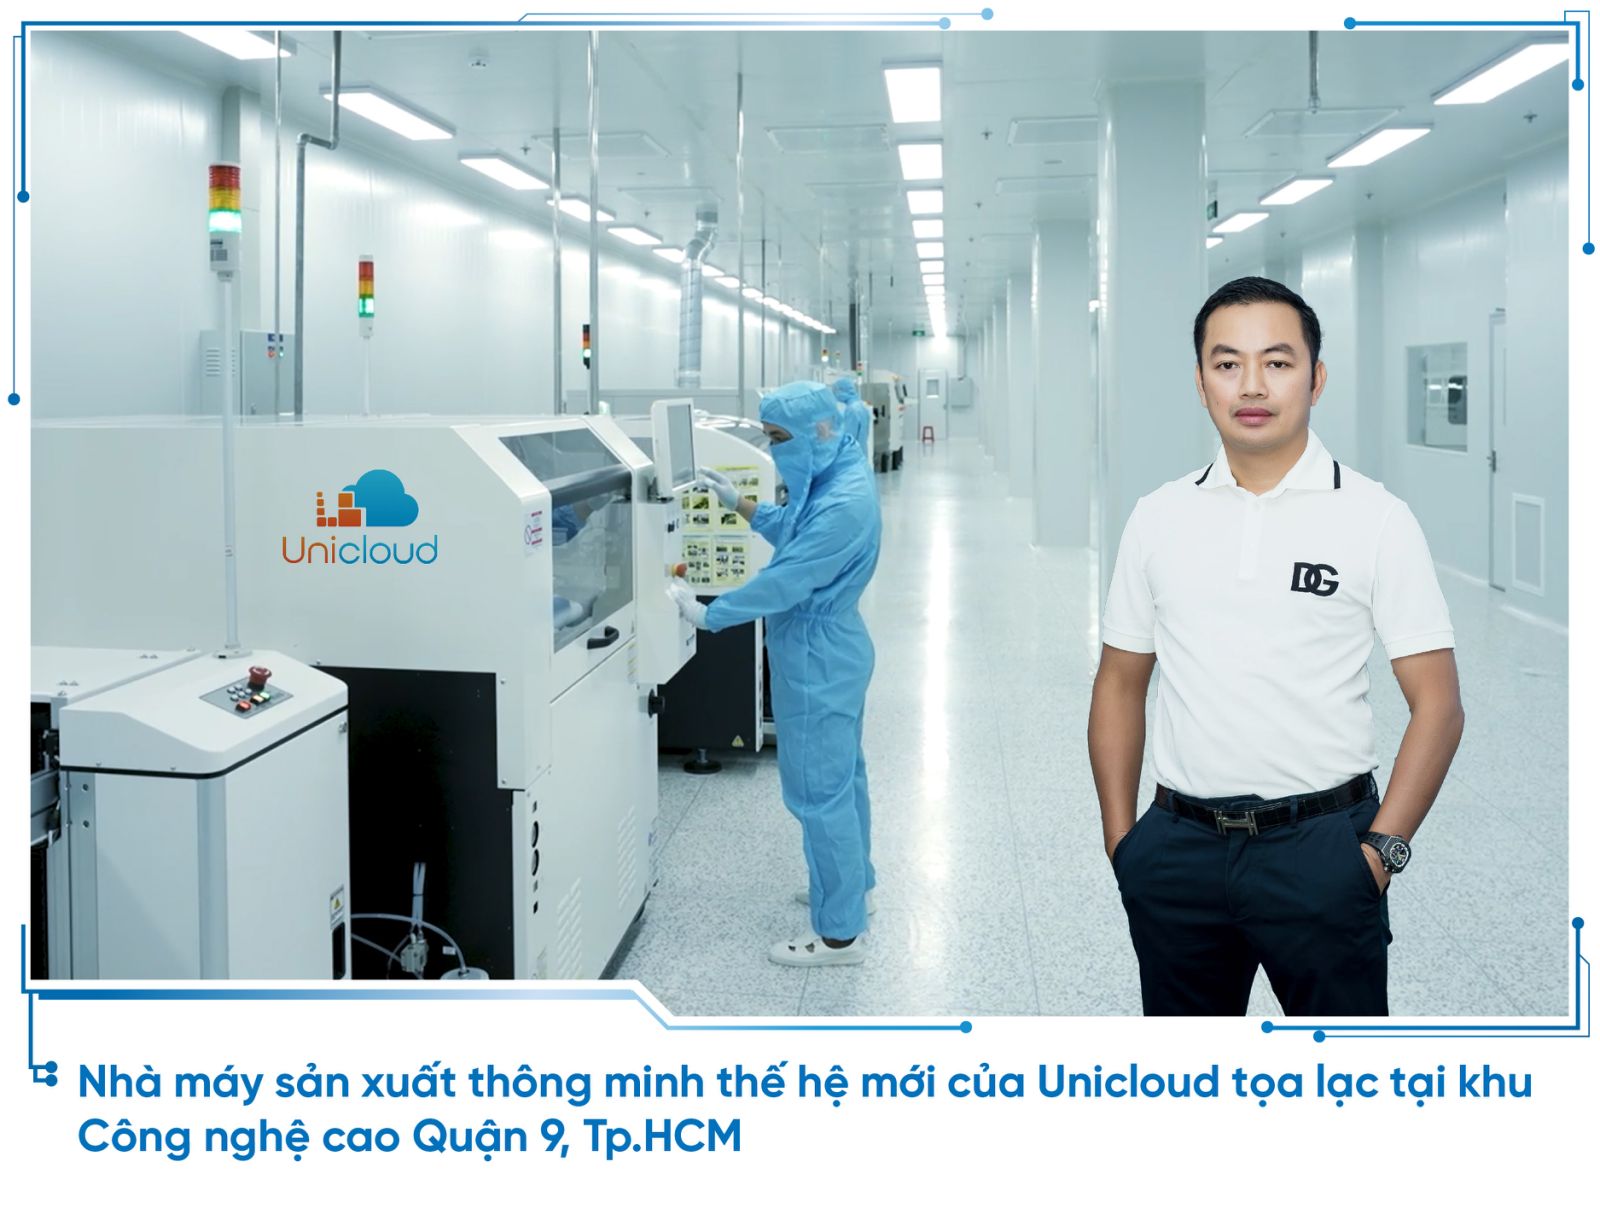 Unicloud
DG
Nhà máy sản xuất thông minh thế hệ mới của Unicloud tọa lạc tại khu
Công nghệ cao Quận 9, Tp.HCM